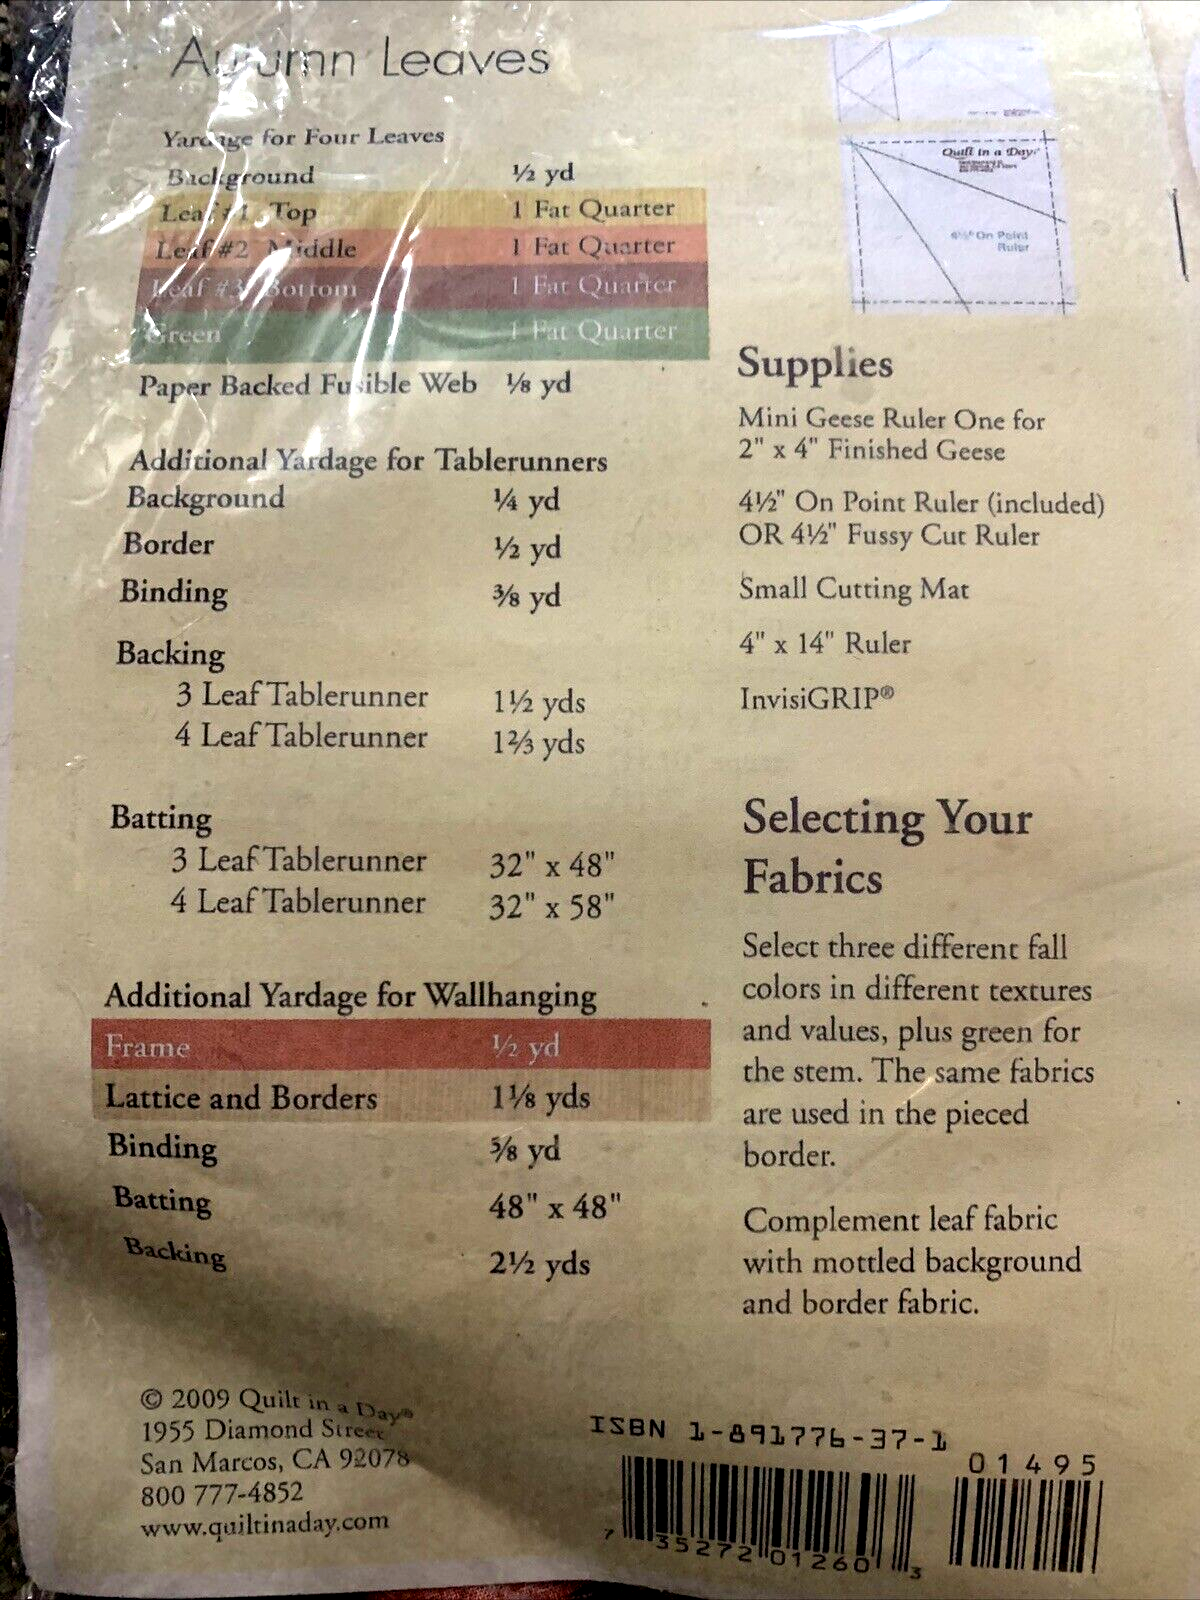 Autumn Leaves
Yardage for Four Leaves
Background ½ yd
Leaf #1 Top 1 Fat Quarter
Leaf #2 Middle 1 Fat Quarter
Leaf #3 Bottom 1 Fat Quarter
Green 1 Fat Quarter
Paper Backed Fusible Web ⅛ yd
Additional Yardage for Tablerunners
Background ¼ yd
Border ½ yd
Binding ⅜ yd
Backing
3 Leaf Tablerunner 1½ yds
4 Leaf Tablerunner 1⅔ yds
Batting
3 Leaf Tablerunner 32" x 48"
4 Leaf Tablerunner 32" x 58"
Additional Yardage for Wallhanging
Frame ½ yd
Lattice and Borders 1⅛ yds
Binding ⅝ yd
Batting 48" x 48"
Backing 2½ yds
© 2009 Quilt in a Day®
1955 Diamond Street
San Marcos, CA 92078
800 777-4852
www.quiltinaday.com
Quilt in a Day®
4½" On Point
Ruler
Supplies
Mini Geese Ruler One for
2" x 4" Finished Geese
4½" On Point Ruler (included)
OR 4½" Fussy Cut Ruler
Small Cutting Mat
4" x 14" Ruler
InvisiGRIP®
Selecting Your
Fabrics
Select three different fall
colors in different textures
and values, plus green for
the stem. The same fabrics
are used in the pieced
border.
Complement leaf fabric
with mottled background
and border fabric.
ISBN 1-891776-37-1
01495
7 35272 01260 3